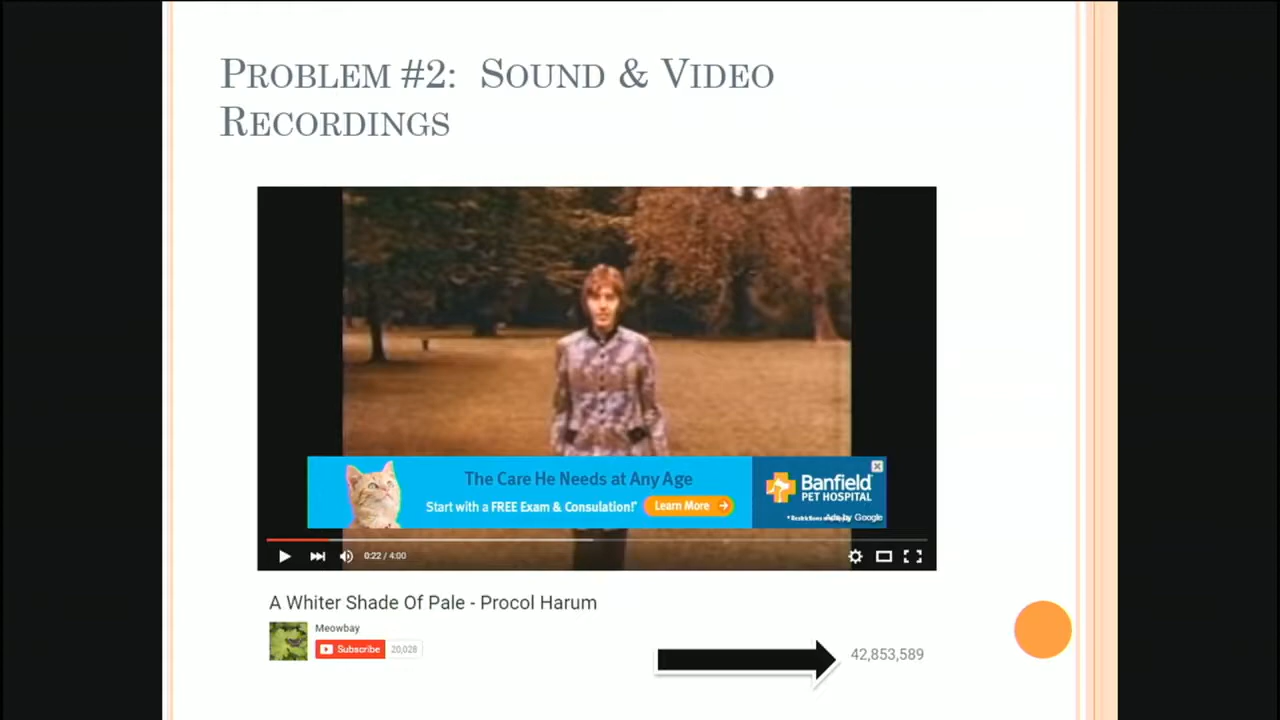 PROBLEM #2: SOUND & VIDEO
RECORDINGS
The Care He Needs at Any Age
Start with a FREE Exam & Consulation!*
Learn More
Banfield
PET HOSPITAL
Ads by Google
0:22 / 4:00
A Whiter Shade Of Pale - Procol Harum
Meowbay
Subscribe
20,028
42,853,589